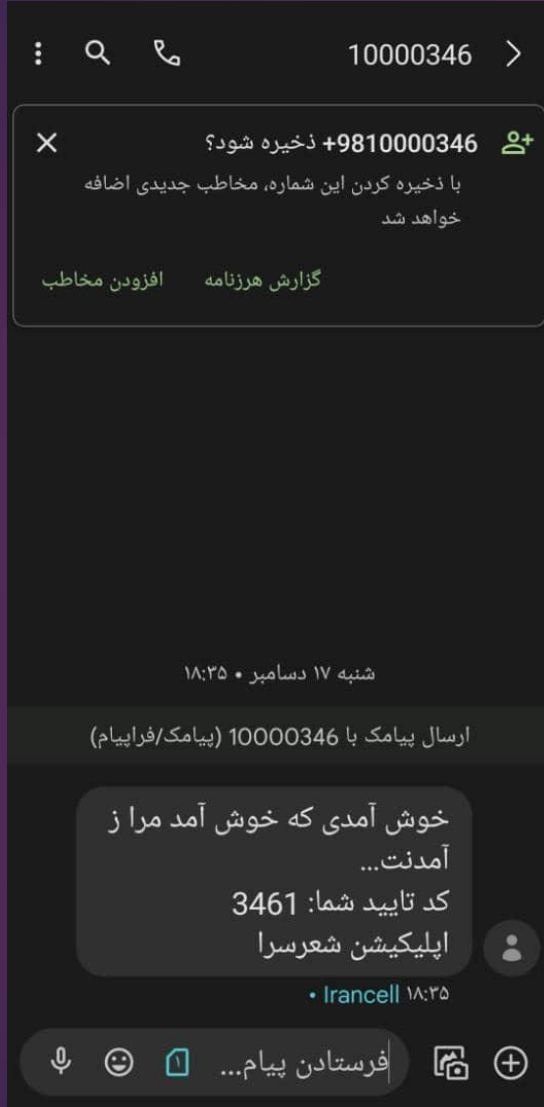 10000346
+9810000346 ذخیره شود؟
با ذخیره کردن این شماره، مخاطب جدیدی اضافه
خواهد شد
گزارش هرزنامه افزودن مخاطب
شنبه ۱۷ دسامبر • ۱۸:۳۵
ارسال پیامک با 10000346 (پیامک/فراپیام)
خوش آمدی که خوش آمد مرا ز
آمدنت...
کد تایید شما: 3461
اپلیکیشن شعرسرا
۱۸:۳۵ Irancell •
فرستادن پیام... ۱